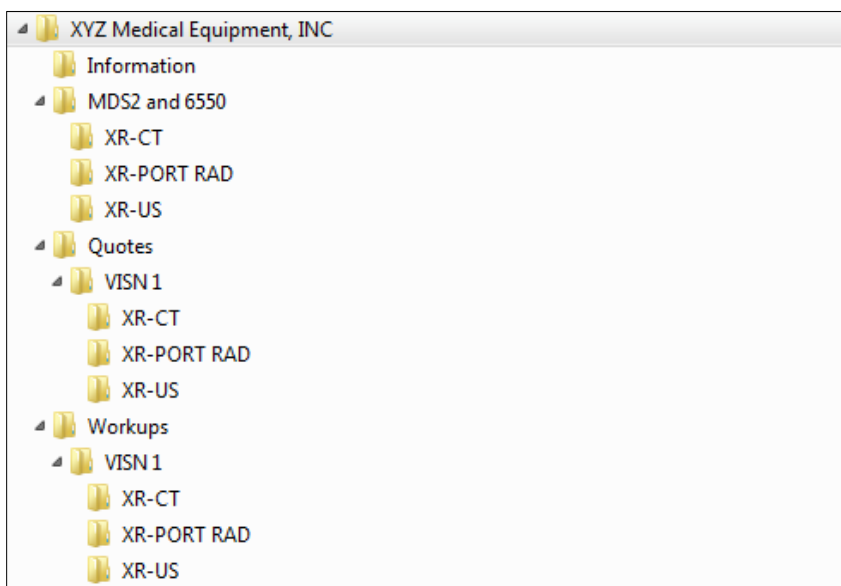 XYZ Medical Equipment, INC
Information
MDS2 and 6550
XR-CT
XR-PORT RAD
XR-US
Quotes
VISN 1
XR-CT
XR-PORT RAD
XR-US
Workups
VISN 1
XR-CT
XR-PORT RAD
XR-US